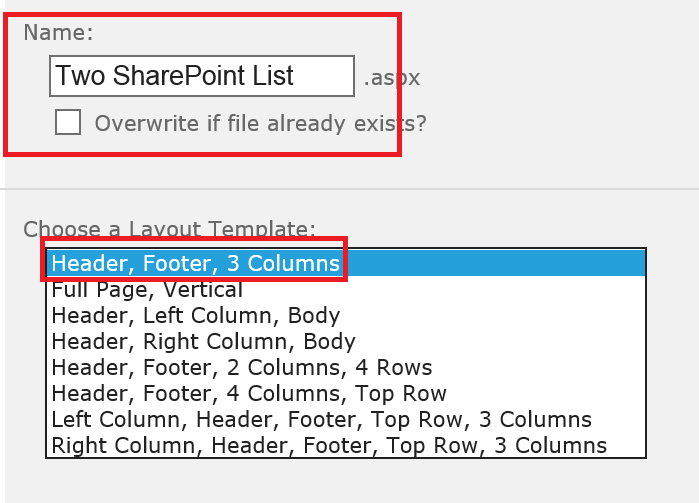 Name:
Two SharePoint List .aspx
Overwrite if file already exists?
Choose a Layout Template:
Header, Footer, 3 Columns
Full Page, Vertical
Header, Left Column, Body
Header, Right Column, Body
Header, Footer, 2 Columns, 4 Rows
Header, Footer, 4 Columns, Top Row
Left Column, Header, Footer, Top Row, 3 Columns
Right Column, Header, Footer, Top Row, 3 Columns